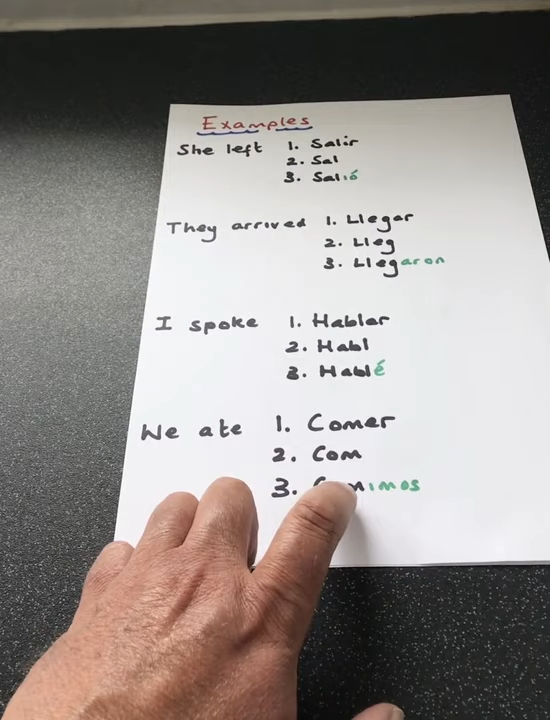 Examples
She left 1. Salir
2. Sal
3. Salió
They arrived 1. Llegar
2. Lleg
3. Llegaron
I spoke 1. Hablar
2. Habl
3. Hablé
We ate 1. Comer
2. Com
3.